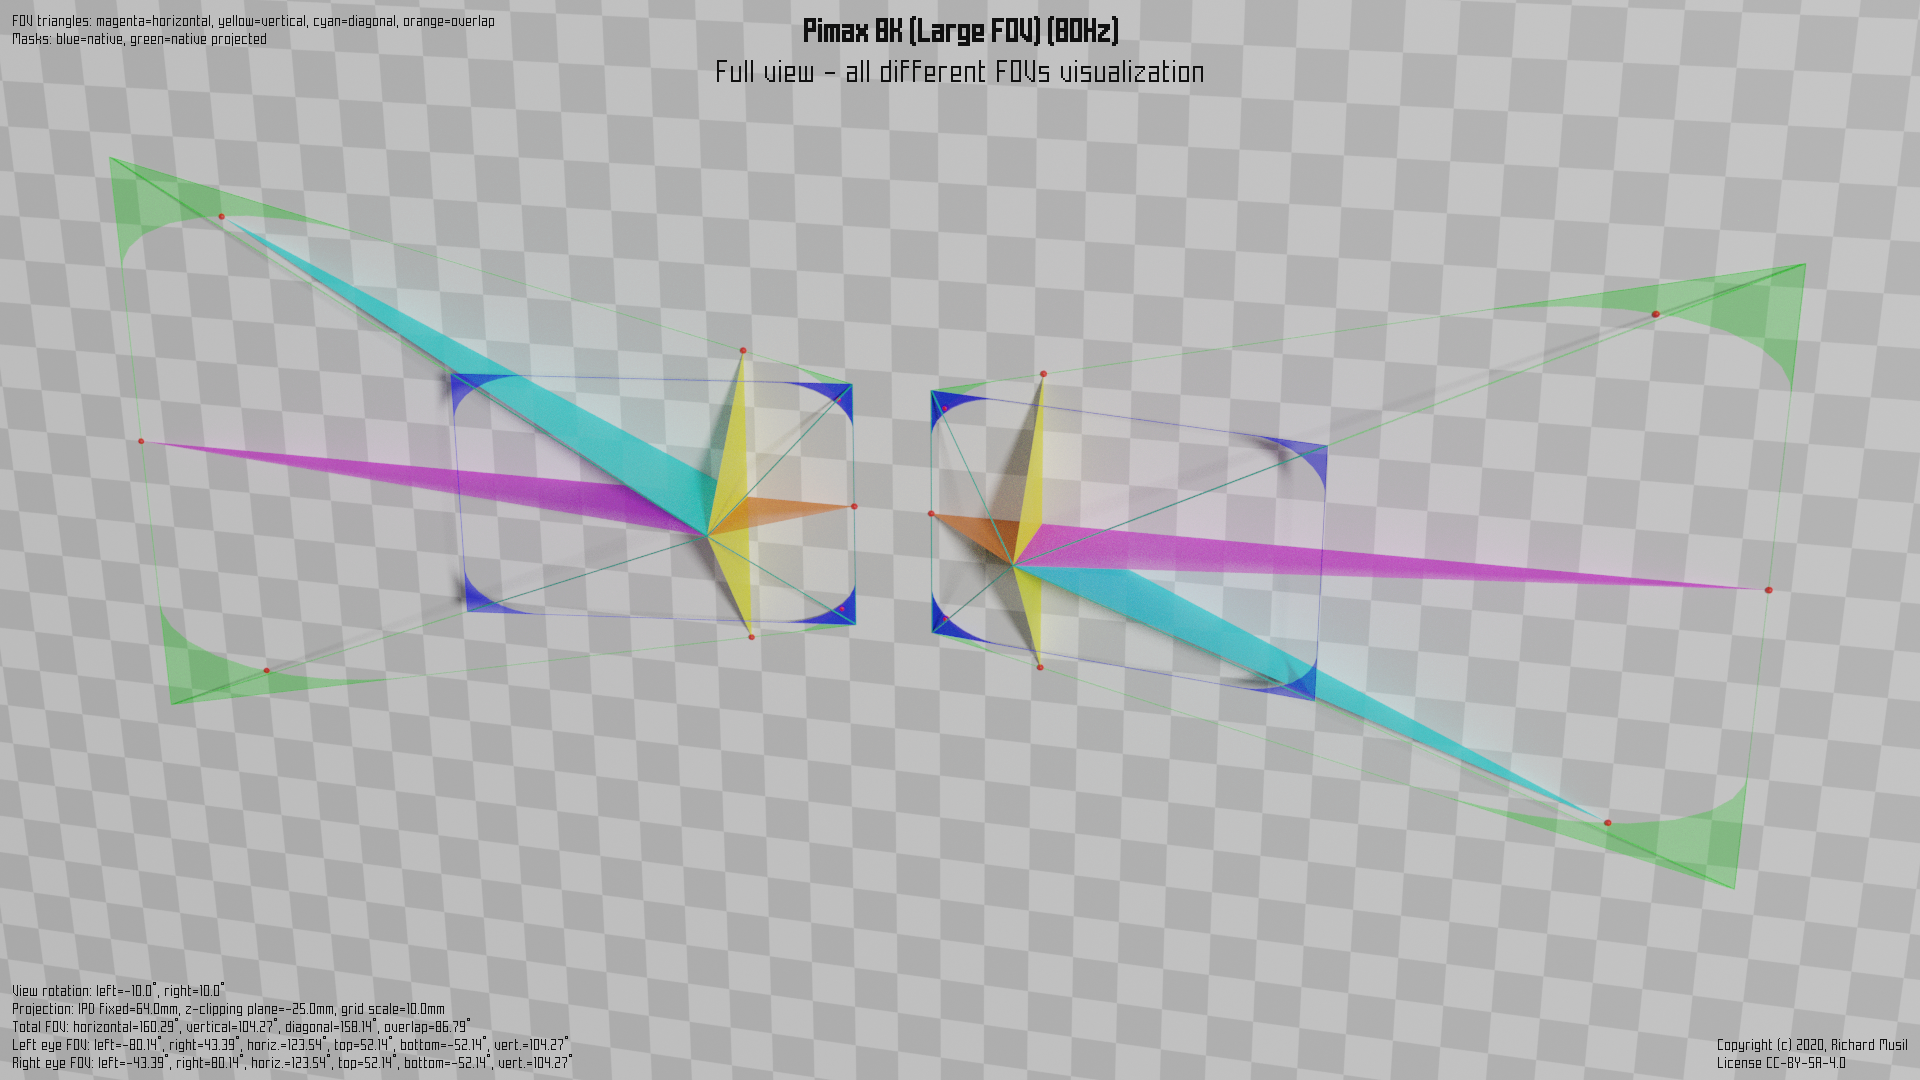 FOV triangles: magenta=horizontal, yellow=vertical, cyan=diagonal, orange=overlap
Masks: blue=native, green=native projected
Pimax 8K (Large FOV) (80Hz)
Full view - all different FOVs visualization
View rotation: left=-10.0°, right=10.0°
Projection: IPD fixed=64.0mm, z-clipping plane=-25.0mm, grid scale=10.0mm
Total FOV: horizontal=160.29°, vertical=104.27°, diagonal=158.14°, overlap=86.79°
Left eye FOV: left=-80.14°, right=43.39°, horiz.=123.54°, top=52.14°, bottom=-52.14°, vert.=104.27°
Right eye FOV: left=-43.39°, right=80.14°, horiz.=123.54°, top=52.14°, bottom=-52.14°, vert.=104.27°
Copyright (c) 2020, Richard Musil
License CC-BY-SA-4.0